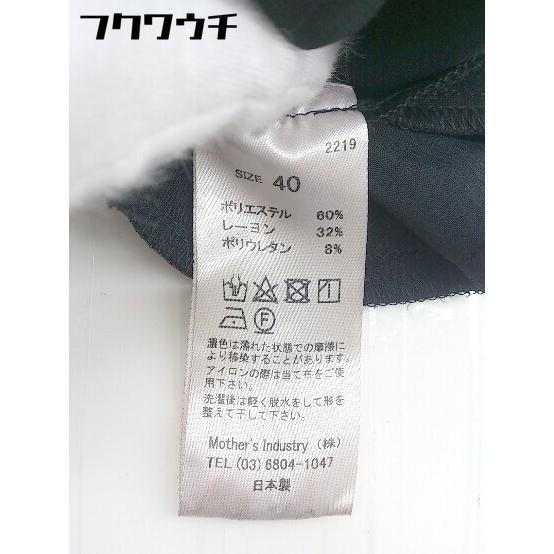 フクワウチ
2219
SIZE 40
ポリエステル 60%
レーヨン 32%
ポリウレタン 8%
濃色は濡れた状態での摩擦に
より移染することがあります。
アイロンの際は当て布をご使
用下さい。
洗濯後は軽く脱水をして形を
整えて干して下さい。
Mother's Industry (株)
TEL (03) 6804-1047
日本製